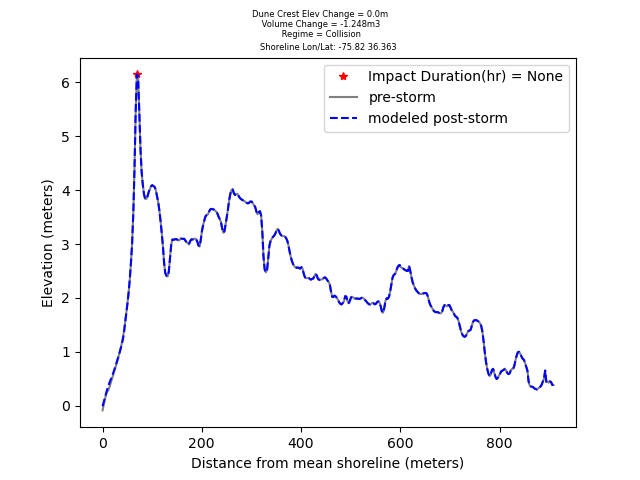 Dune Crest Elev Change = 0.0m
Volume Change = -1.248m3
Regime = Collision
Shoreline Lon/Lat: -75.82 36.363
Impact Duration(hr) = None
pre-storm
modeled post-storm
6
5
4
3
2
1
0
Elevation (meters)
0 200 400 600 800
Distance from mean shoreline (meters)